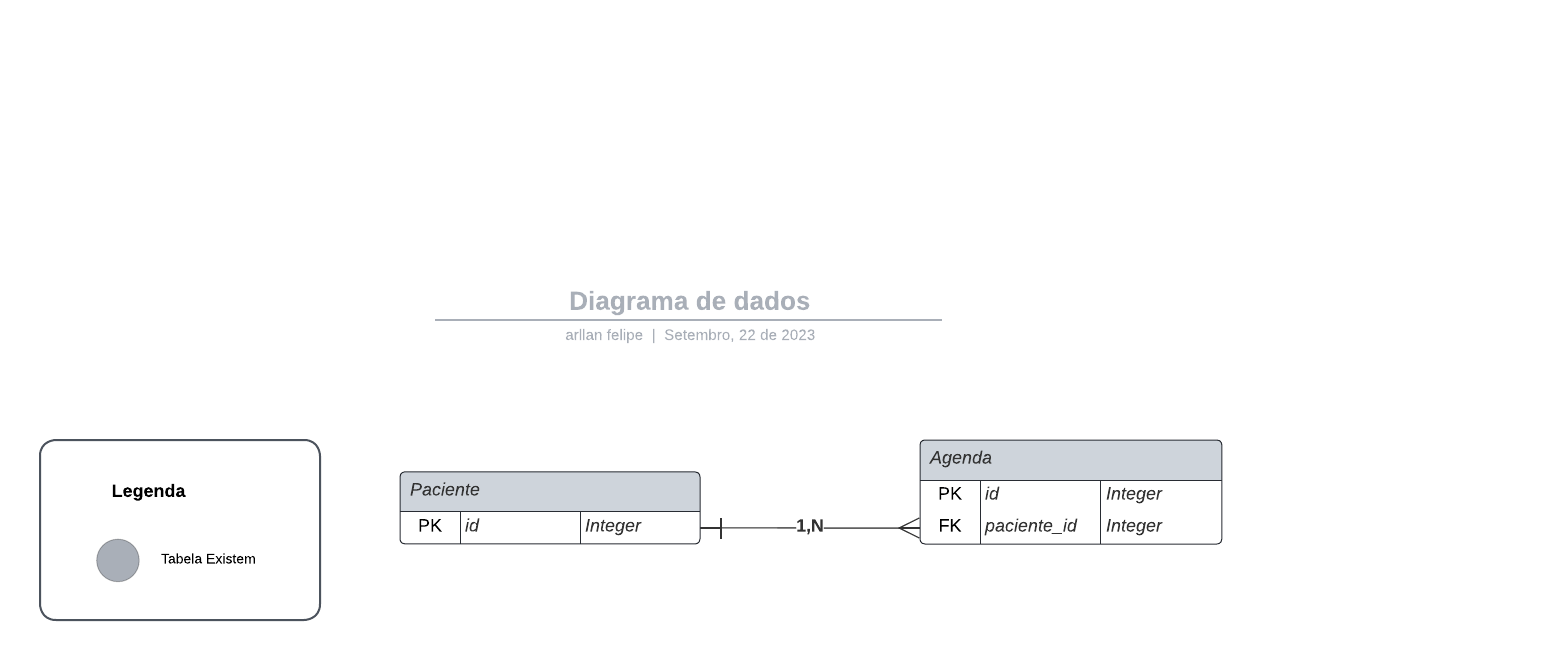 Diagrama de dados
arllan felipe | Setembro, 22 de 2023
Legenda
Tabela Existem
Paciente
PK id Integer
1,N
Agenda
PK id Integer
FK paciente_id Integer